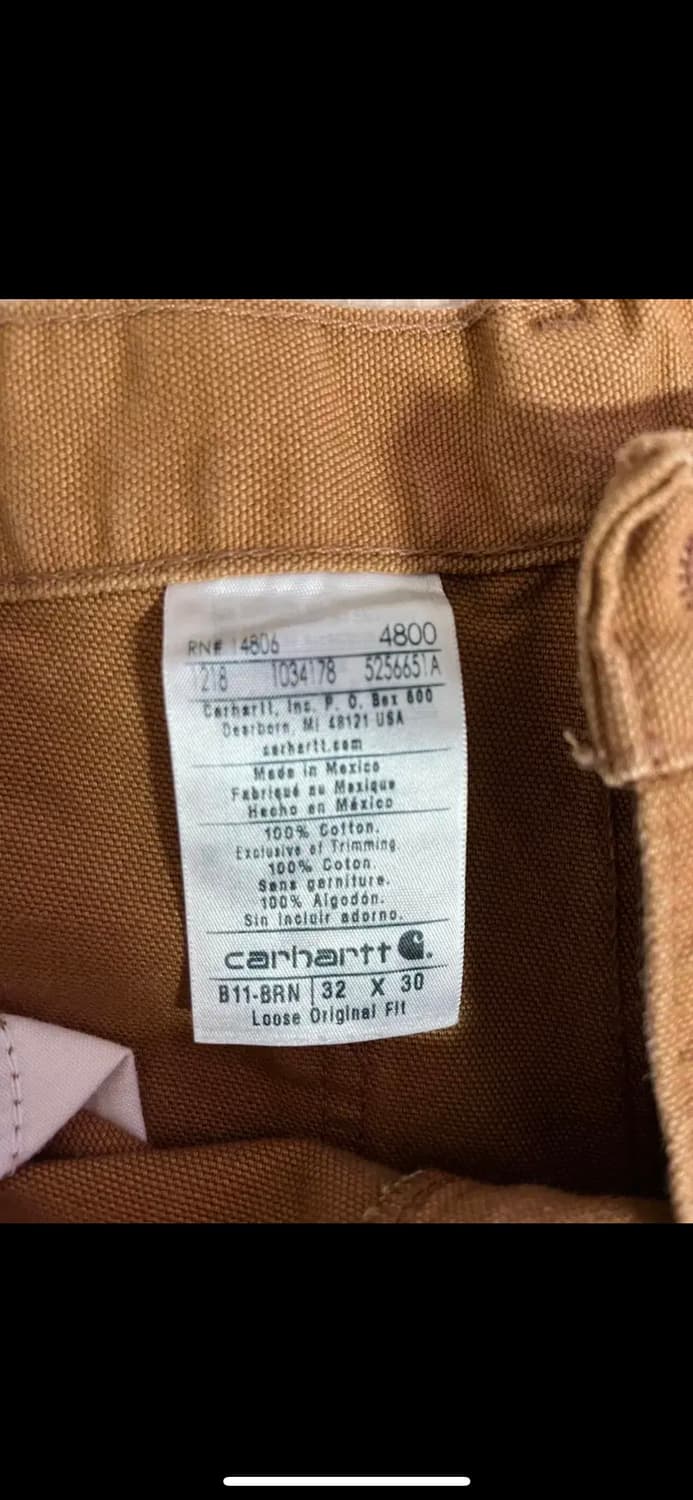 RN# 14806 4800
1218 1034178 5256651A
Carhartt, Inc. P. O. Box 600
Dearborn, MI 48121 USA
carhartt.com
Made in Mexico
Fabriqué au Mexique
Hecho en México
100% Cotton.
Exclusive of Trimming
100% Coton.
Sans garniture.
100% Algodón.
Sin Incluir adorno.
carhartt
B11-BRN 32 X 30
Loose Original Fit